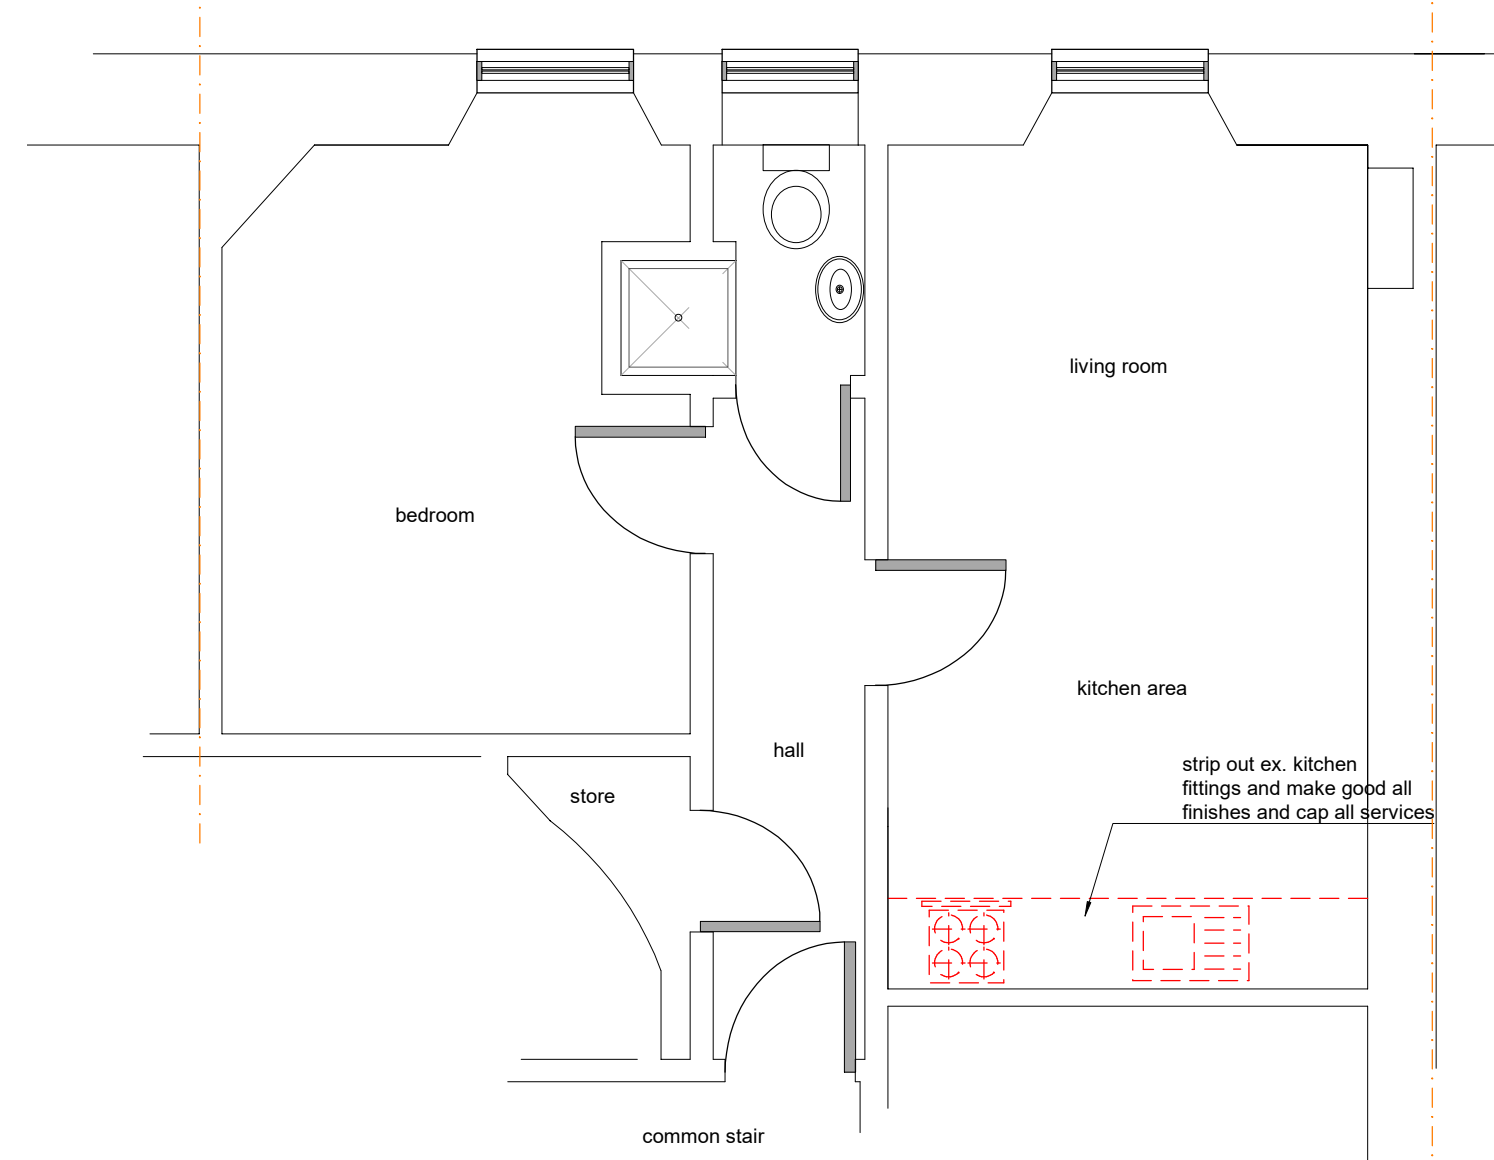 living room
bedroom
kitchen area
hall
strip out ex. kitchen
fittings and make good all
finishes and cap all services
store
common stair